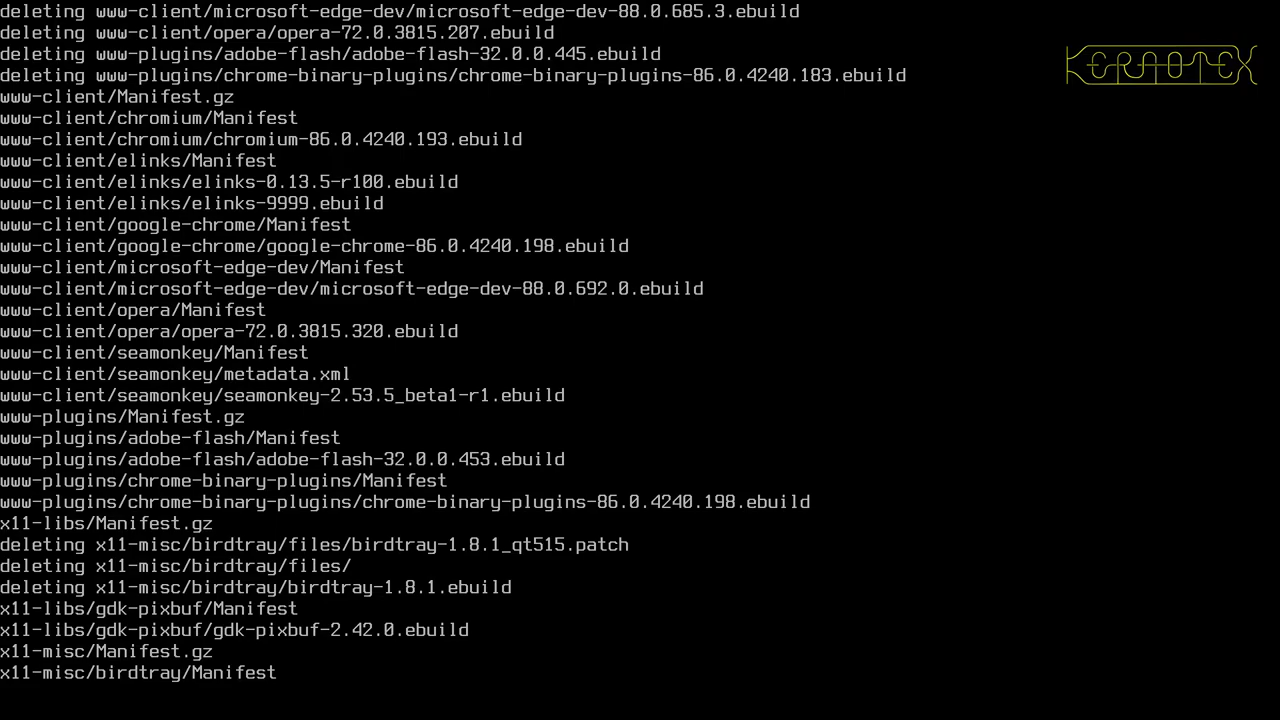 deleting www-client/microsoft-edge-dev/microsoft-edge-dev-88.0.685.3.ebuild
deleting www-client/opera/opera-72.0.3815.207.ebuild
deleting www-plugins/adobe-flash/adobe-flash-32.0.0.445.ebuild
deleting www-plugins/chrome-binary-plugins/chrome-binary-plugins-86.0.4240.183.ebuild
KERNOTEX
www-client/Manifest.gz
www-client/chromium/Manifest
www-client/chromium/chromium-86.0.4240.193.ebuild
www-client/elinks/Manifest
www-client/elinks/elinks-0.13.5-r100.ebuild
www-client/elinks/elinks-9999.ebuild
www-client/google-chrome/Manifest
www-client/google-chrome/google-chrome-86.0.4240.198.ebuild
www-client/microsoft-edge-dev/Manifest
www-client/microsoft-edge-dev/microsoft-edge-dev-88.0.692.0.ebuild
www-client/opera/Manifest
www-client/opera/opera-72.0.3815.320.ebuild
www-client/seamonkey/Manifest
www-client/seamonkey/metadata.xml
www-client/seamonkey/seamonkey-2.53.5_beta1-r1.ebuild
www-plugins/Manifest.gz
www-plugins/adobe-flash/Manifest
www-plugins/adobe-flash/adobe-flash-32.0.0.453.ebuild
www-plugins/chrome-binary-plugins/Manifest
www-plugins/chrome-binary-plugins/chrome-binary-plugins-86.0.4240.198.ebuild
x11-libs/Manifest.gz
deleting x11-misc/birdtray/files/birdtray-1.8.1_qt515.patch
deleting x11-misc/birdtray/files/
deleting x11-misc/birdtray/birdtray-1.8.1.ebuild
x11-libs/gdk-pixbuf/Manifest
x11-libs/gdk-pixbuf/gdk-pixbuf-2.42.0.ebuild
x11-misc/Manifest.gz
x11-misc/birdtray/Manifest